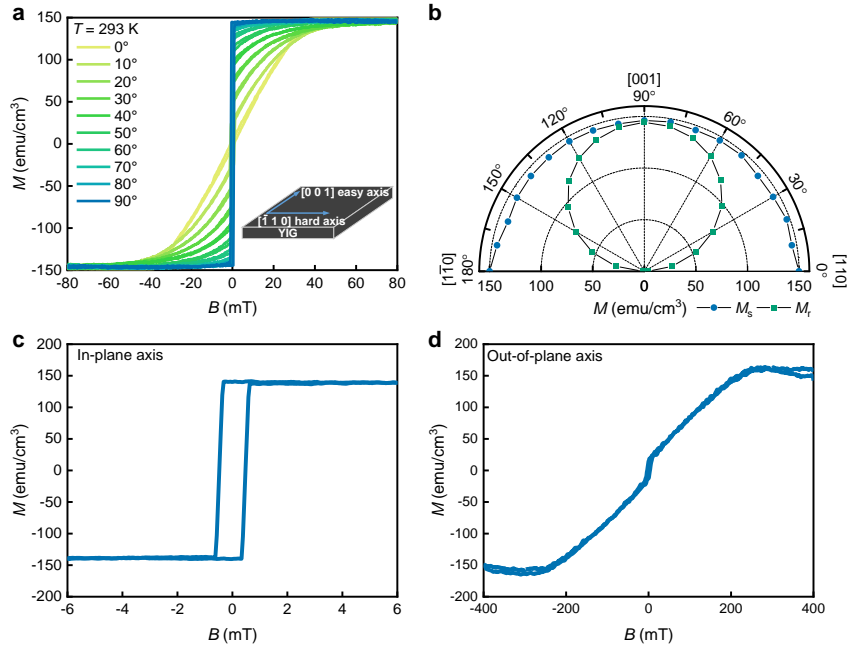 a
T = 293 K
0°
10°
20°
30°
40°
50°
60°
70°
80°
90°
[0 0 1] easy axis
[1̄ 1 0] hard axis
YIG
150
100
50
0
-50
-100
-150
-80 -40 -20 0 20 40 60 80
M (emu/cm³)
B (mT)
b
[001]
90°
120°
60°
150°
30°
[11̄0]
180°
0°
[110]
150 100 50 0 50 100 150
M (emu/cm³)
Ms
Mr
c
In-plane axis
200
150
100
50
0
-50
-100
-150
-200
-6 -4 -2 0 2 4 6
M (emu/cm³)
B (mT)
d
Out-of-plane axis
200
150
100
50
0
-50
-100
-150
-200
-400 -200 0 200 400
M (emu/cm³)
B (mT)